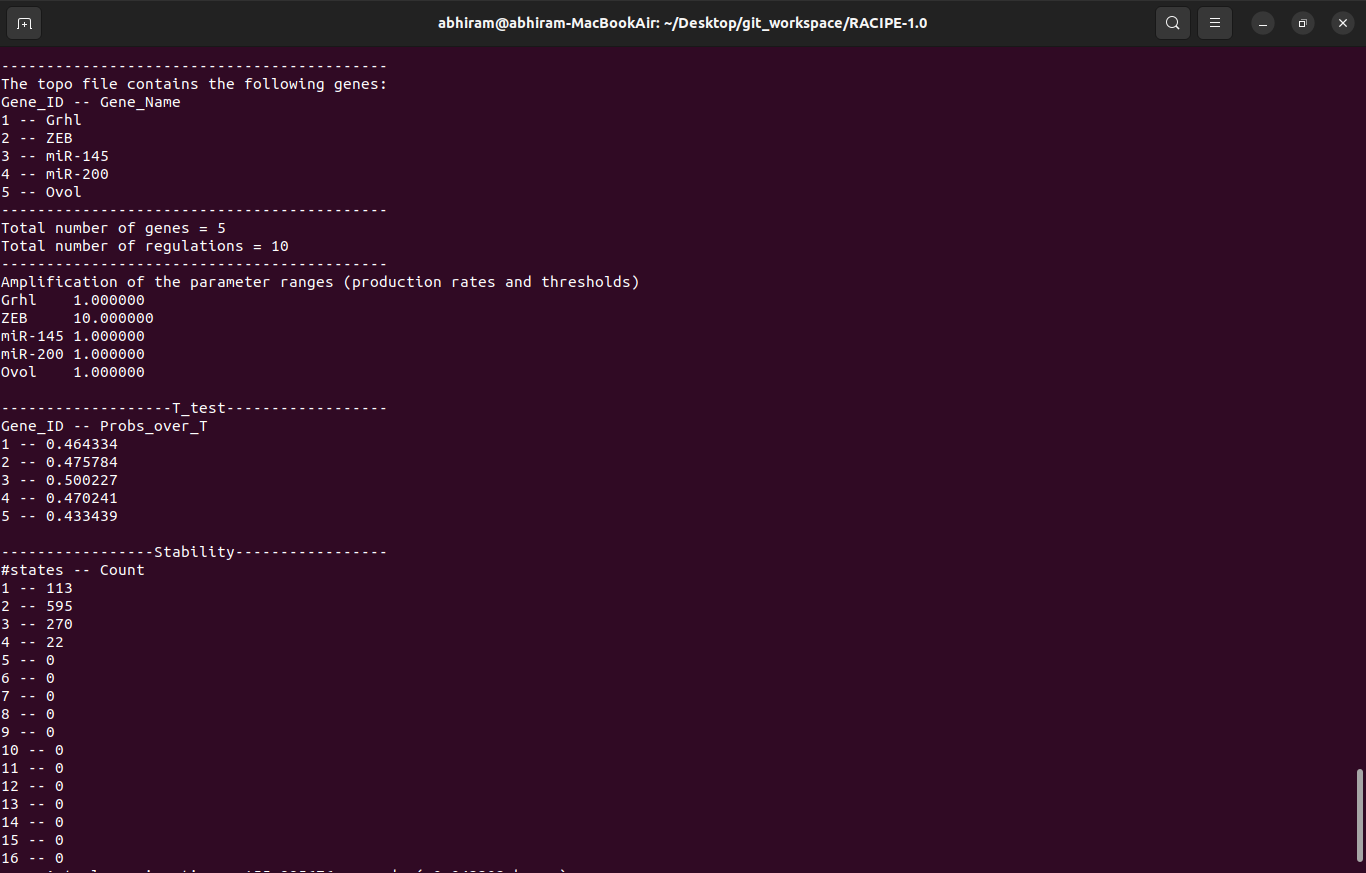 abhiram@abhiram-MacBookAir: ~/Desktop/git_workspace/RACIPE-1.0
-------------------------------------------
The topo file contains the following genes:
Gene_ID -- Gene_Name
1 -- Grhl
2 -- ZEB
3 -- miR-145
4 -- miR-200
5 -- Ovol
-------------------------------------------
Total number of genes = 5
Total number of regulations = 10
-------------------------------------------
Amplification of the parameter ranges (production rates and thresholds)
Grhl    1.000000
ZEB     10.000000
miR-145 1.000000
miR-200 1.000000
Ovol    1.000000
-------------------T_test------------------
Gene_ID -- Probs_over_T
1 -- 0.464334
2 -- 0.475784
3 -- 0.500227
4 -- 0.470241
5 -- 0.433439
-----------------Stability-----------------
#states -- Count
1 -- 113
2 -- 595
3 -- 270
4 -- 22
5 -- 0
6 -- 0
7 -- 0
8 -- 0
9 -- 0
10 -- 0
11 -- 0
12 -- 0
13 -- 0
14 -- 0
15 -- 0
16 -- 0